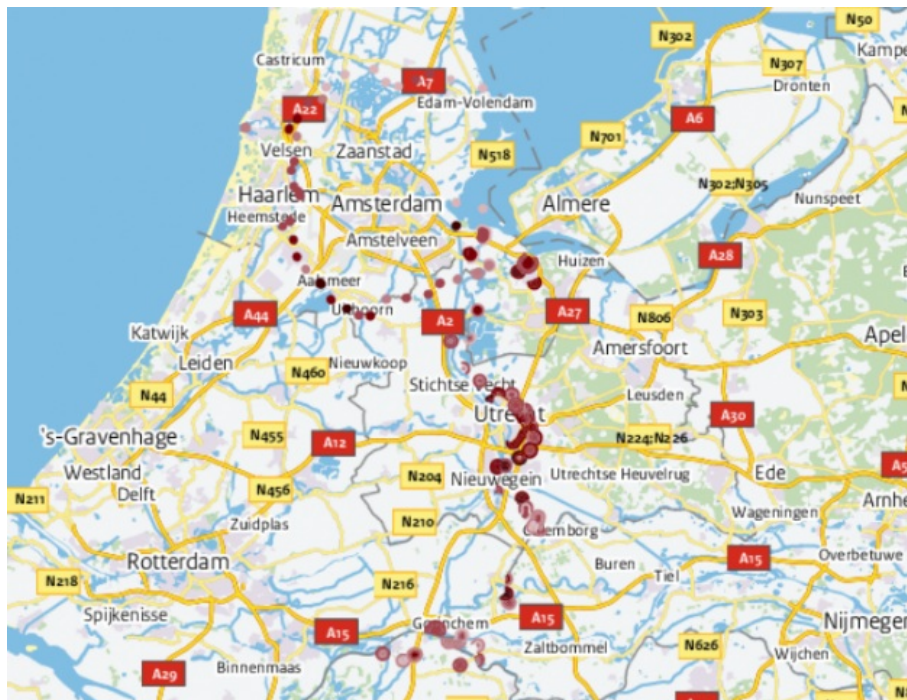 N50
N302
Castricum
N307
Kampe
A7
Dronten
Edam-Volendam
A22
A6
N701
Velsen
Zaanstad
N518
N302;N305
Haarlem
Nunspeet
Amsterdam
Almere
Heemstede
Amstelveen
A28
Huizen
Aalsmeer
A44
Uithoorn
A27
N303
A2
N806
Katwijk
Apel
Amersfoort
Leiden
Nieuwkoop
N460
Stichtse Vecht
N44
Leusden
Utrecht
A30
's-Gravenhage
N455
A12
N224;N226
Westland
N204
Utrechtse Heuvelrug
Ede
Nieuwegein
Delft
N456
N211
Arnhe
Wageningen
N210
Zuidplas
Culemborg
Rotterdam
Buren
A15
Overbetuwe
N218
N216
Tiel
Spijkenisse
A15
Gorinchem
Nijmegen
A15
Zaltbommel
N626
Wijchen
Binnenmaas
A29